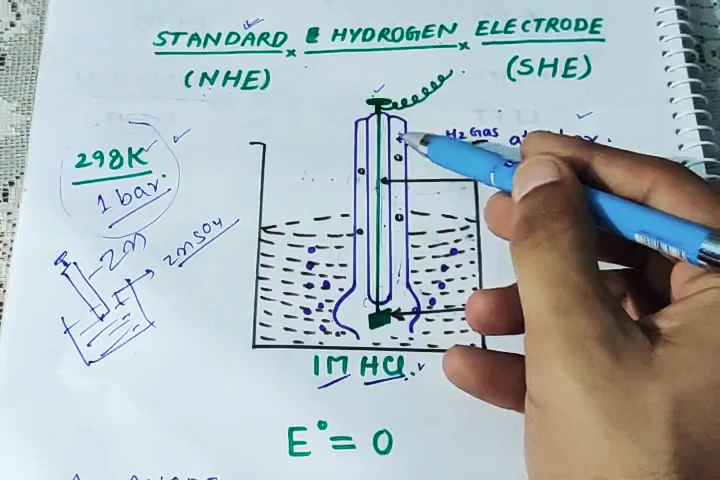 STANDARD × HYDROGEN × ELECTRODE
(NHE) (SHE)
H2 Gas
298K
1 bar.
Zn
ZnSO4
1M HCl.
E° = 0